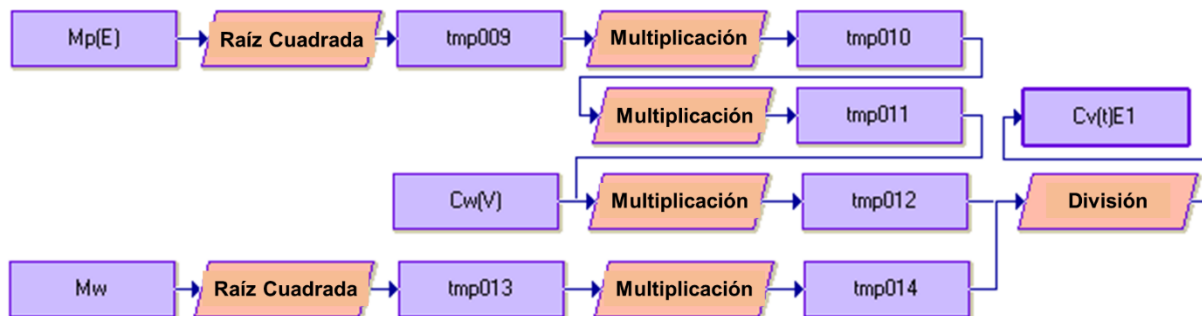 Mp(E)
Raíz Cuadrada
tmp009
Multiplicación
tmp010
Multiplicación
tmp011
Cv(t)E1
Cw(V)
Multiplicación
tmp012
División
Mw
Raíz Cuadrada
tmp013
Multiplicación
tmp014